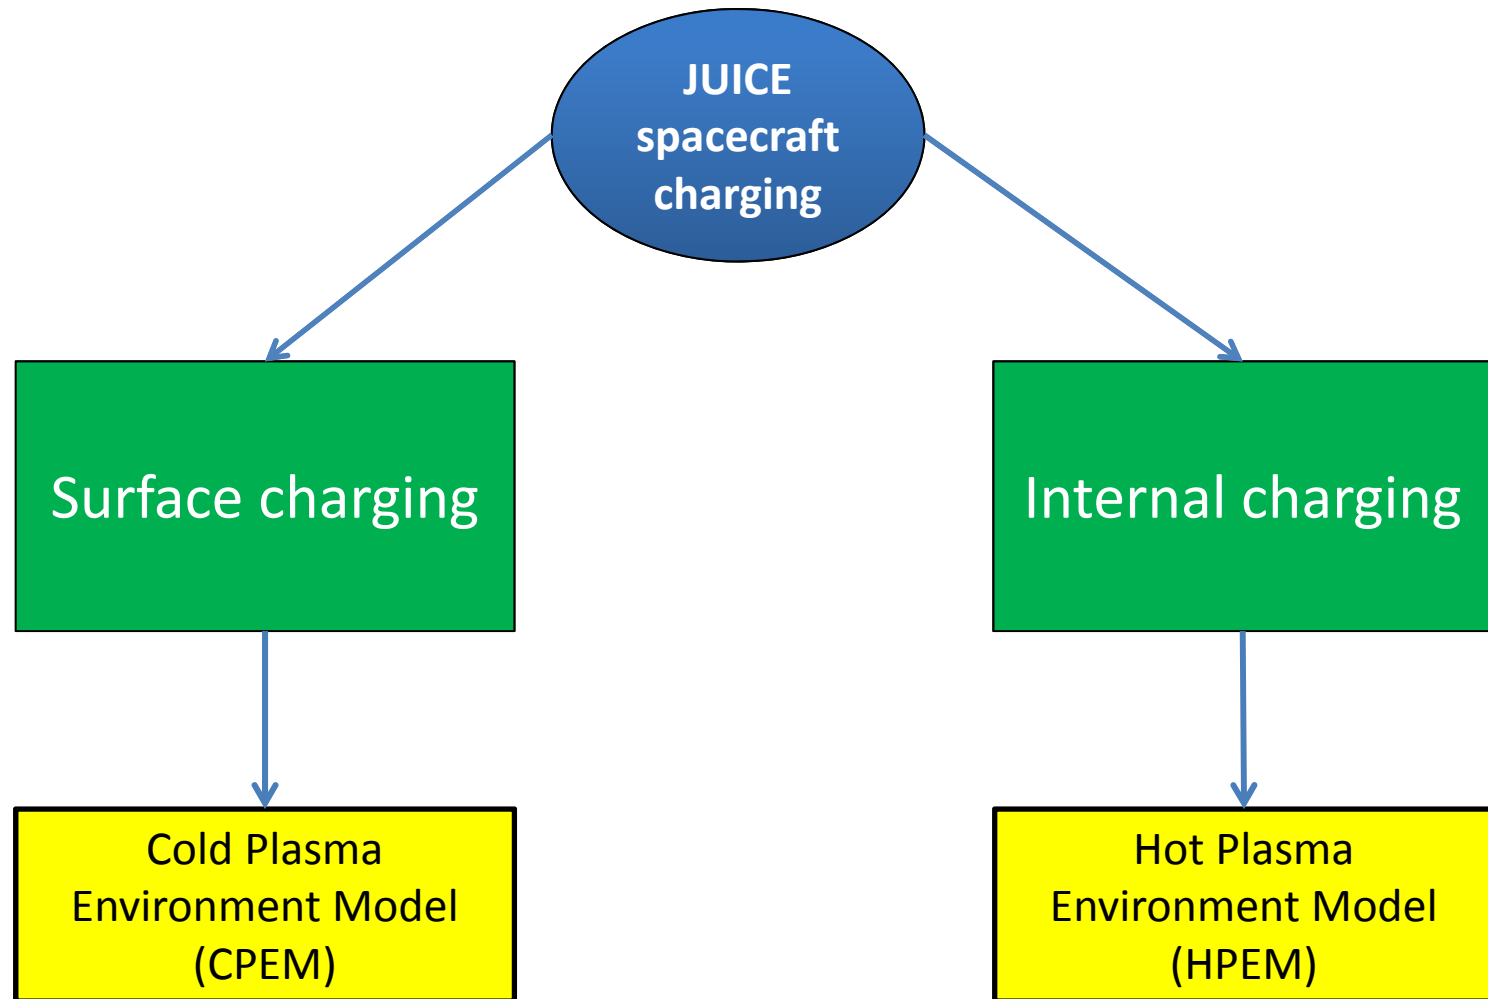 JUICE
spacecraft
charging
Surface charging
Internal charging
Cold Plasma
Environment Model
(CPEM)
Hot Plasma
Environment Model
(HPEM)